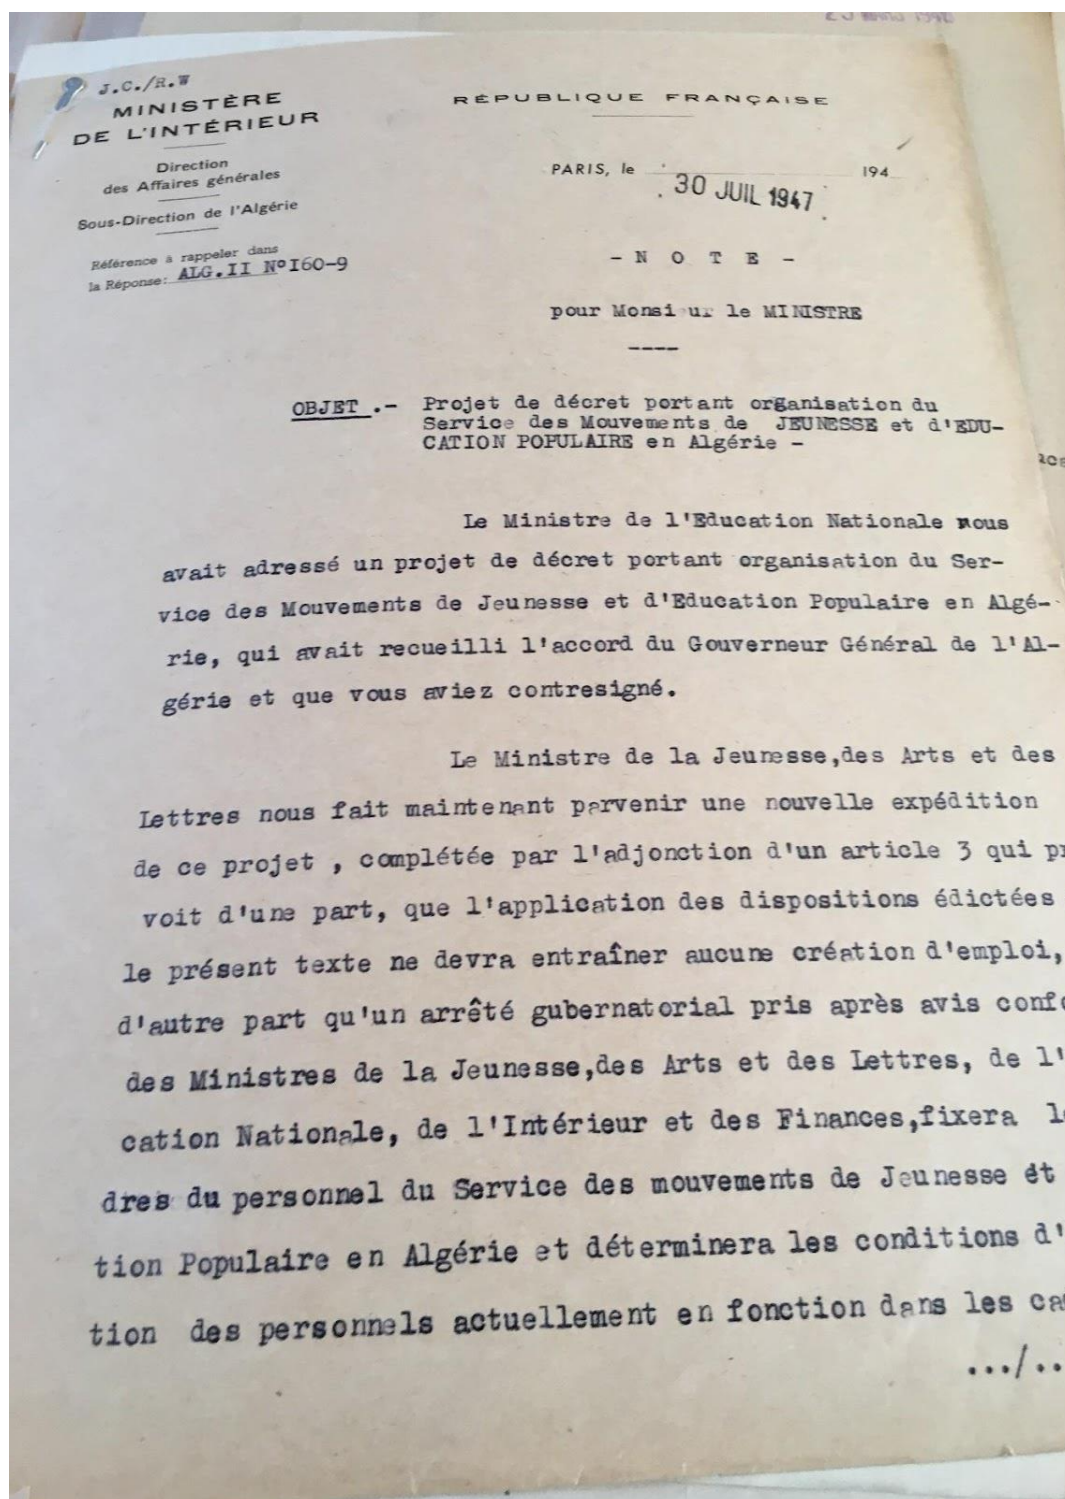 25 MARS 1948
J.C./R.W
MINISTÈRE
DE L'INTÉRIEUR
Direction
des Affaires générales
Sous-Direction de l'Algérie
Référence à rappeler dans
la Réponse: ALG.II N° I60-9
RÉPUBLIQUE FRANÇAISE
PARIS, le 194
30 JUIL 1947
- N O T E -
pour Monsieur le MINISTRE
----
OBJET .- Projet de décret portant organisation du
Service des Mouvements de JEUNESSE et d'EDU-
CATION POPULAIRE en Algérie -
Le Ministre de l'Education Nationale nous
avait adressé un projet de décret portant organisation du Ser-
vice des Mouvements de Jeunesse et d'Education Populaire en Algé-
rie, qui avait recueilli l'accord du Gouverneur Général de l'Al-
gérie et que vous aviez contresigné.
Le Ministre de la Jeunesse,des Arts et des
Lettres nous fait maintenant parvenir une nouvelle expédition
de ce projet , complétée par l'adjonction d'un article 3 qui
voit d'une part, que l'application des dispositions édictées
le présent texte ne devra entraîner aucune création d'emploi,
d'autre part qu'un arrêté gubernatorial pris après avis
des Ministres de la Jeunesse,des Arts et des Lettres, de l'
cation Nationale, de l'Intérieur et des Finances,fixera
dres du personnel du Service des mouvements de Jeunesse et
tion Populaire en Algérie et déterminera les conditions d'
tion des personnels actuellement en fonction dans les
.../..